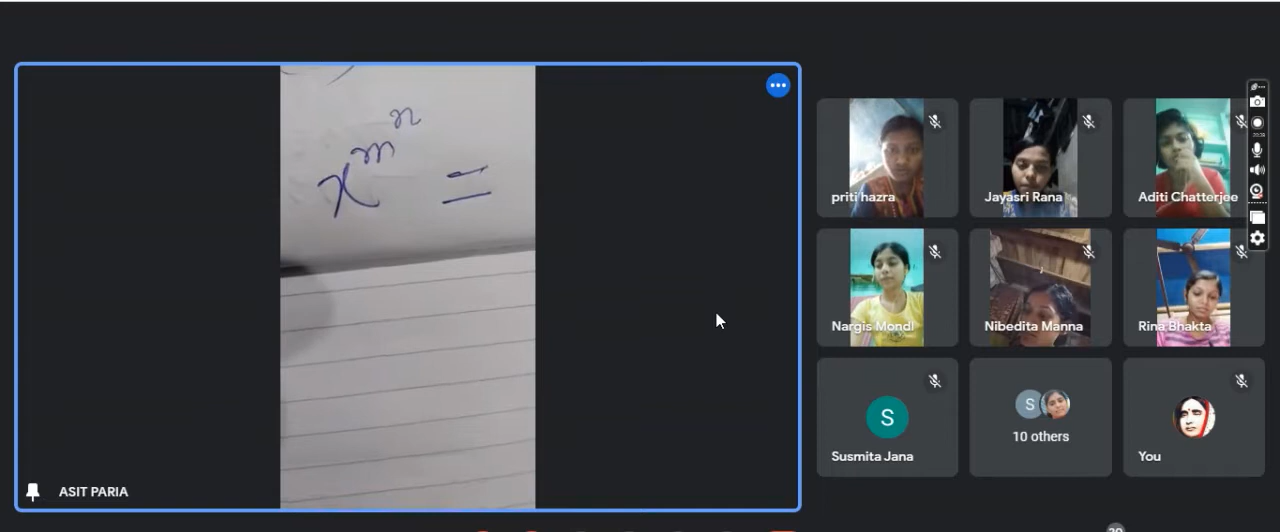 x^m^n =
priti hazra
Jayasri Rana
Aditi Chatterjee
Nargis Mondl
Nibedita Manna
Rina Bhakta
S
Susmita Jana
S
10 others
You
ASIT PARIA